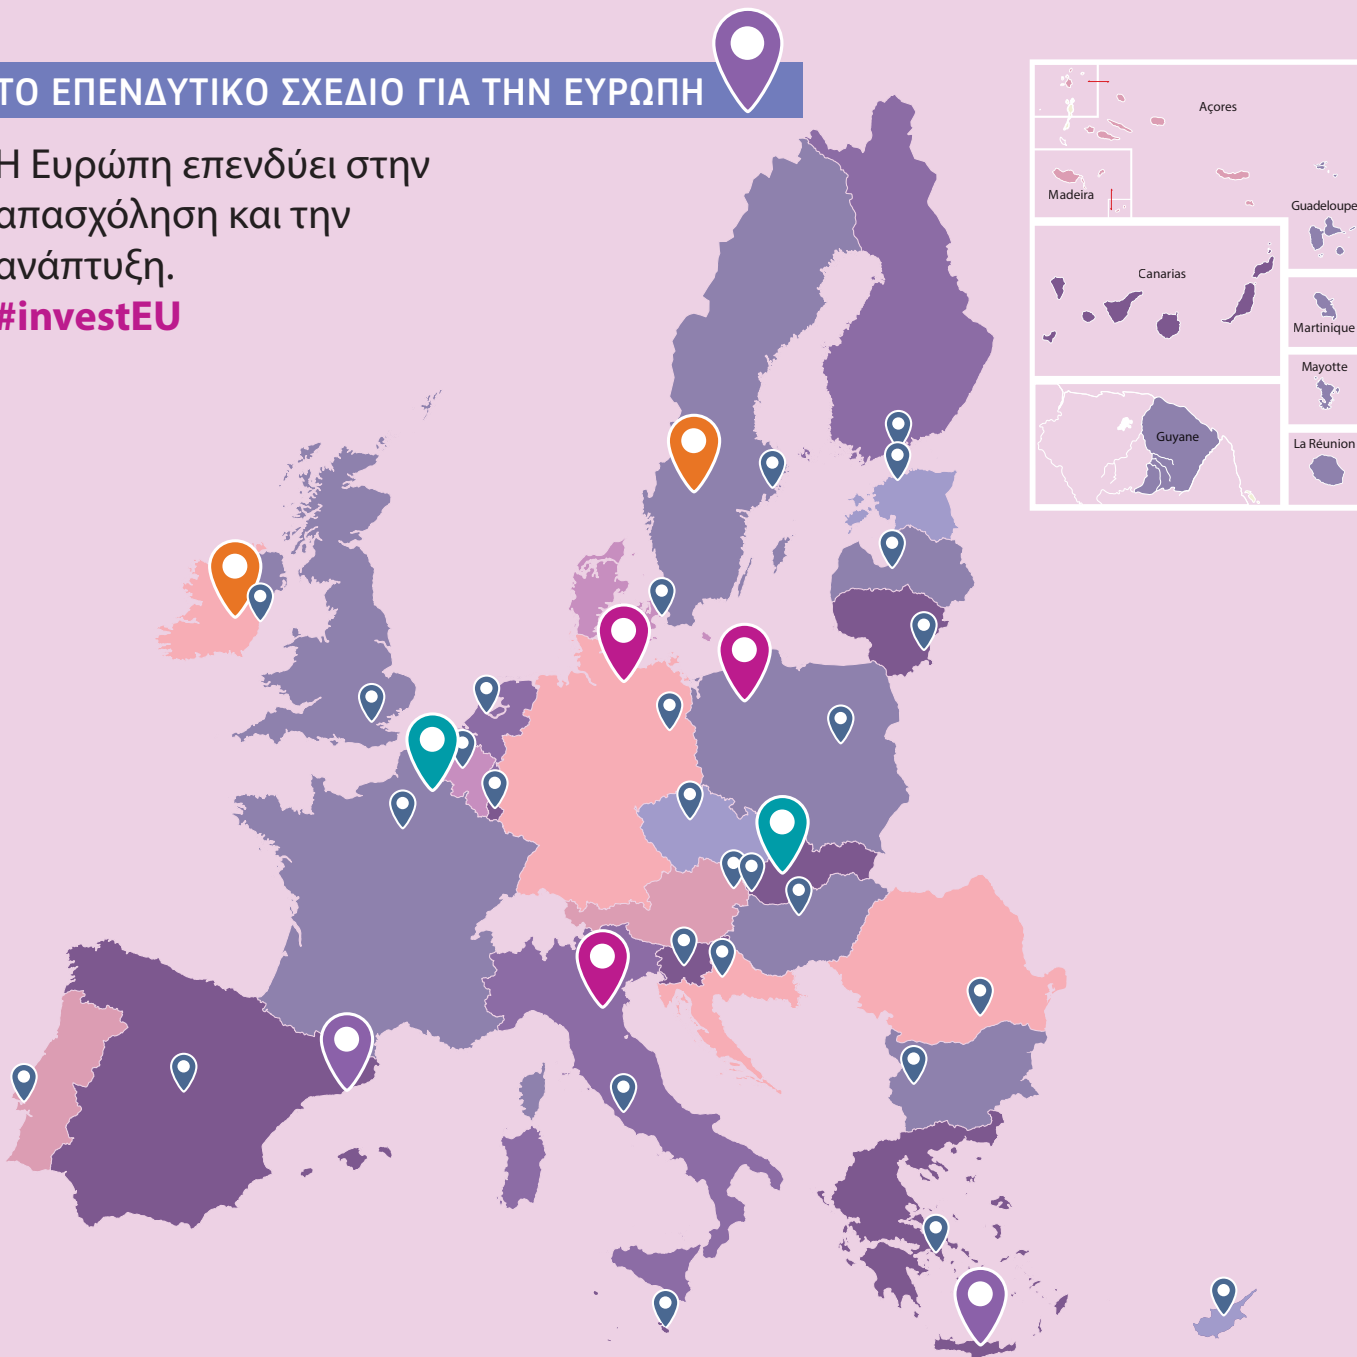 ΤΟ ΕΠΕΝΔΥΤΙΚΟ ΣΧΕΔΙΟ ΓΙΑ ΤΗΝ ΕΥΡΩΠΗ
Η Ευρώπη επενδύει στην
απασχόληση και την
ανάπτυξη.
#investEU
Açores
Madeira
Guadeloupe
Canarias
Martinique
Mayotte
Guyane
La Réunion